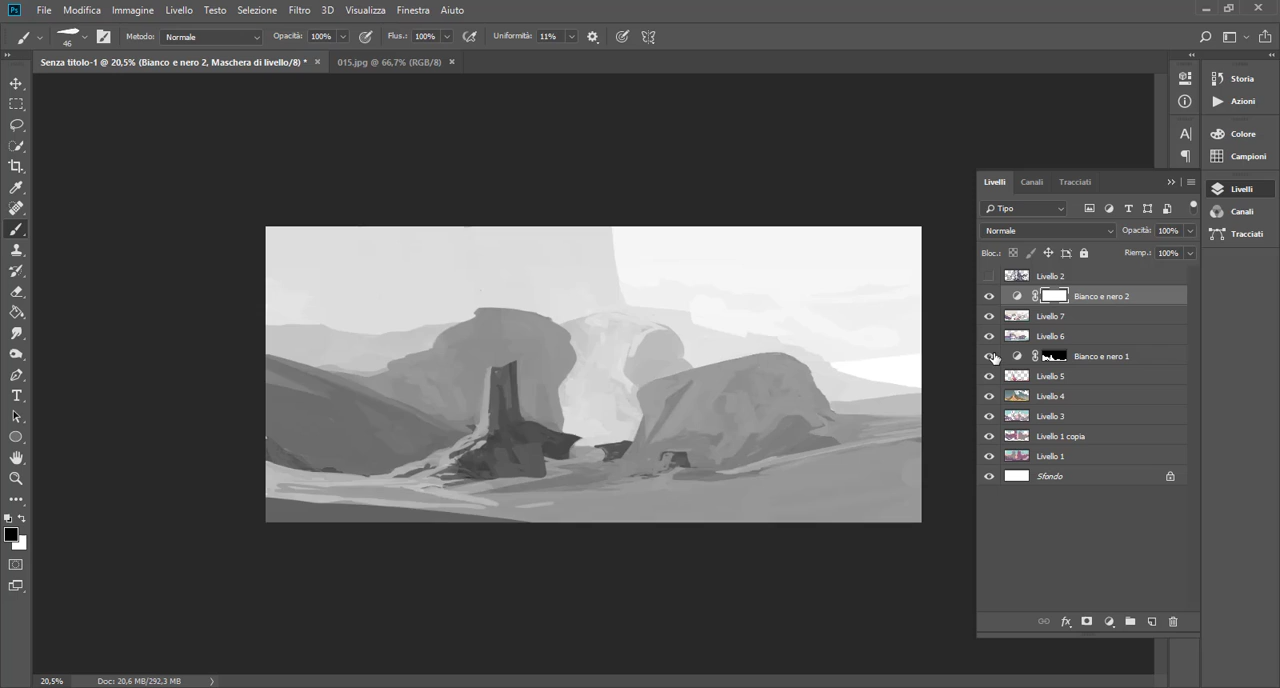 Ps File Modifica Immagine Livello Testo Selezione Filtro 3D Visualizza Finestra Aiuto
46 Metodo: Normale Opacità: 100% Flus.: 100% Uniformità: 11%
Senza titolo-1 @ 20,5% (Bianco e nero 2, Maschera di livello/8) * × 015.jpg @ 66,7% (RGB/8) ×
Storia
Azioni
Colore
Campioni
Livelli
Canali
Tracciati
Livelli Canali Tracciati
Tipo
Normale Opacità: 100%
Bloc.: Riemp.: 100%
Livello 2
Bianco e nero 2
Livello 7
Livello 6
Bianco e nero 1
Livello 5
Livello 4
Livello 3
Livello 1 copia
Livello 1
Sfondo
fx
20,5% Doc: 20,6 MB/292,3 MB